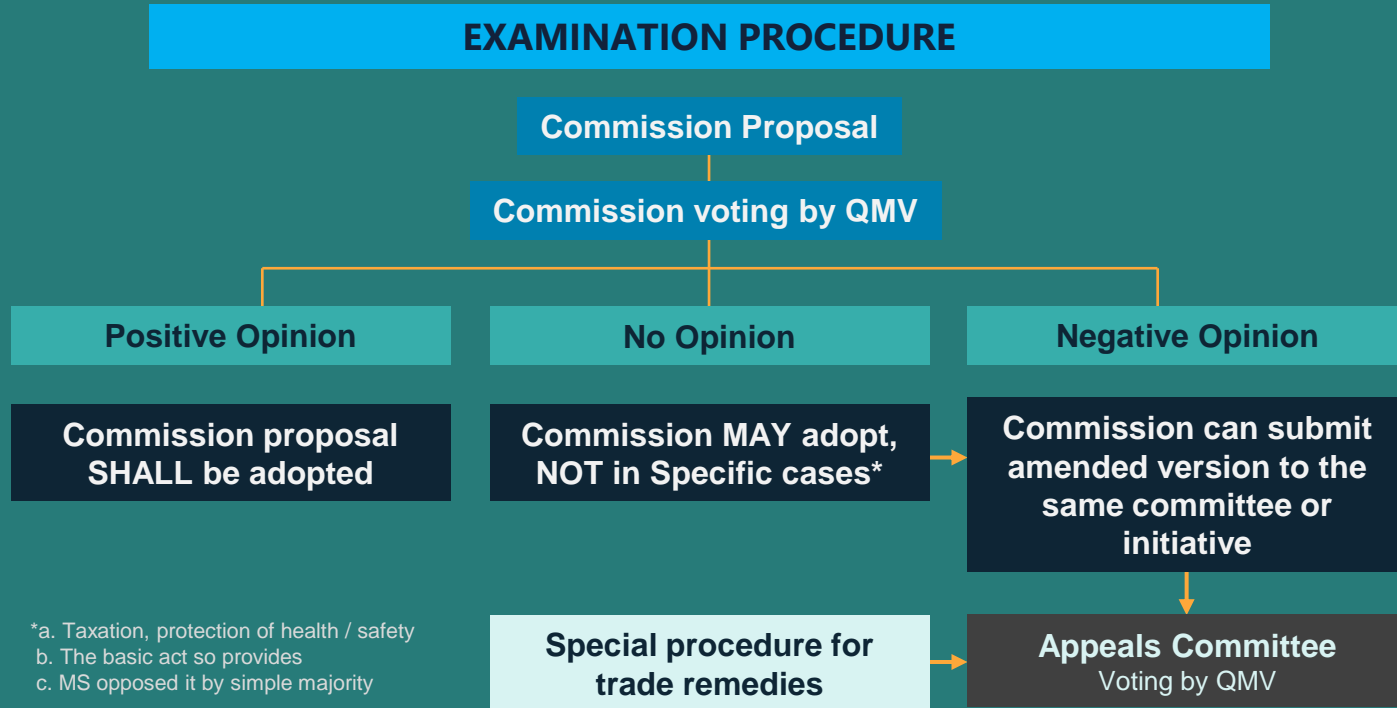 EXAMINATION PROCEDURE
Commission Proposal
Commission voting by QMV
Positive Opinion
No Opinion
Negative Opinion
Commission proposal
SHALL be adopted
Commission MAY adopt,
NOT in Specific cases*
Commission can submit
amended version to the
same committee or
initiative
*a. Taxation, protection of health / safety
b. The basic act so provides
c. MS opposed it by simple majority
Special procedure for
trade remedies
Appeals Committee
Voting by QMV